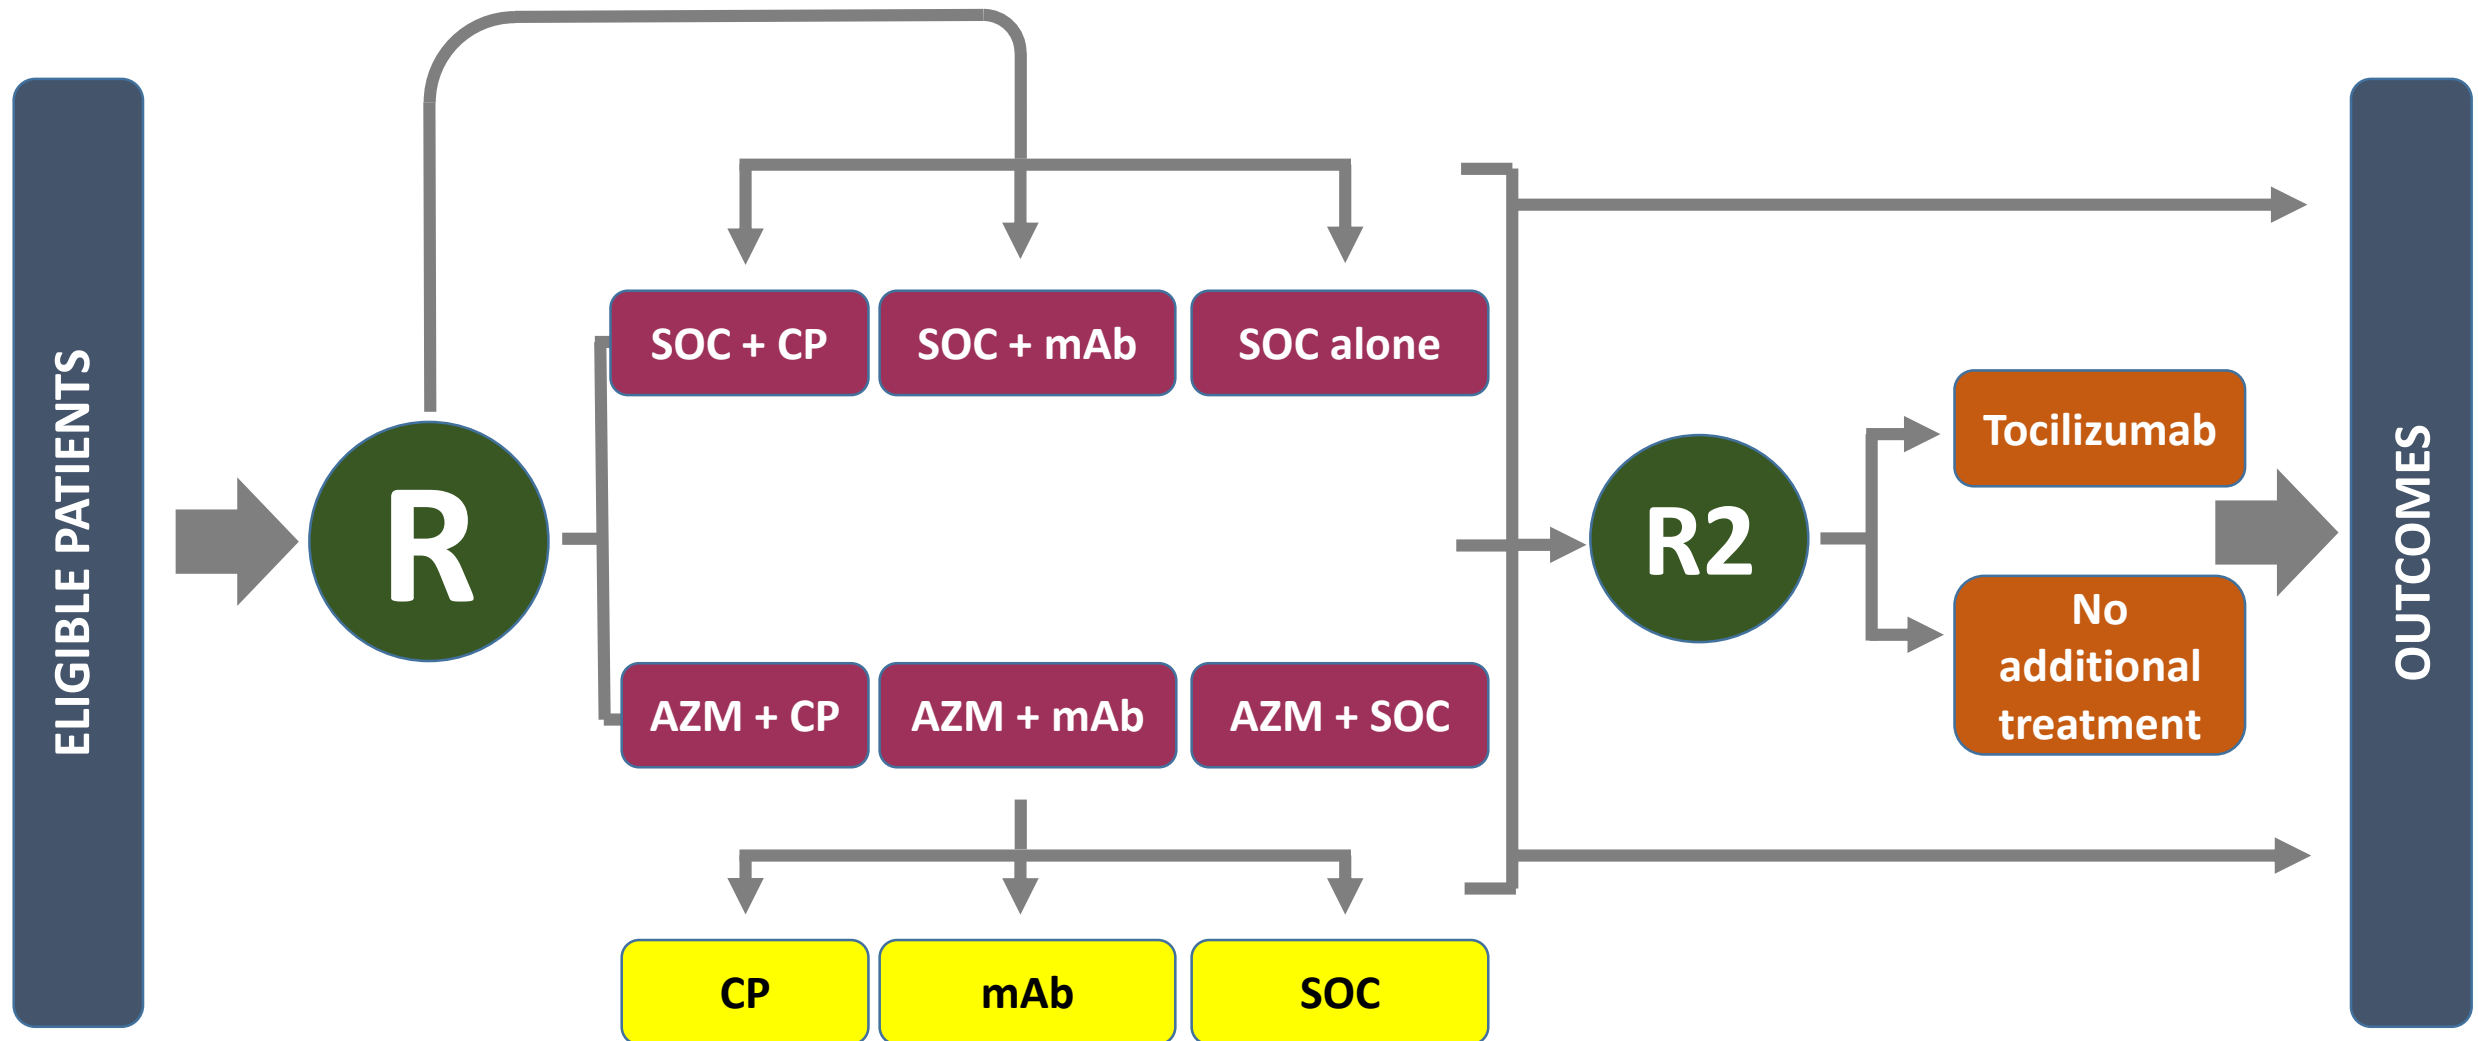 ELIGIBLE PATIENTS
R
SOC + CP
SOC + mAb
SOC alone
AZM + CP
AZM + mAb
AZM + SOC
CP
mAb
SOC
R2
Tocilizumab
No
additional
treatment
OUTCOMES